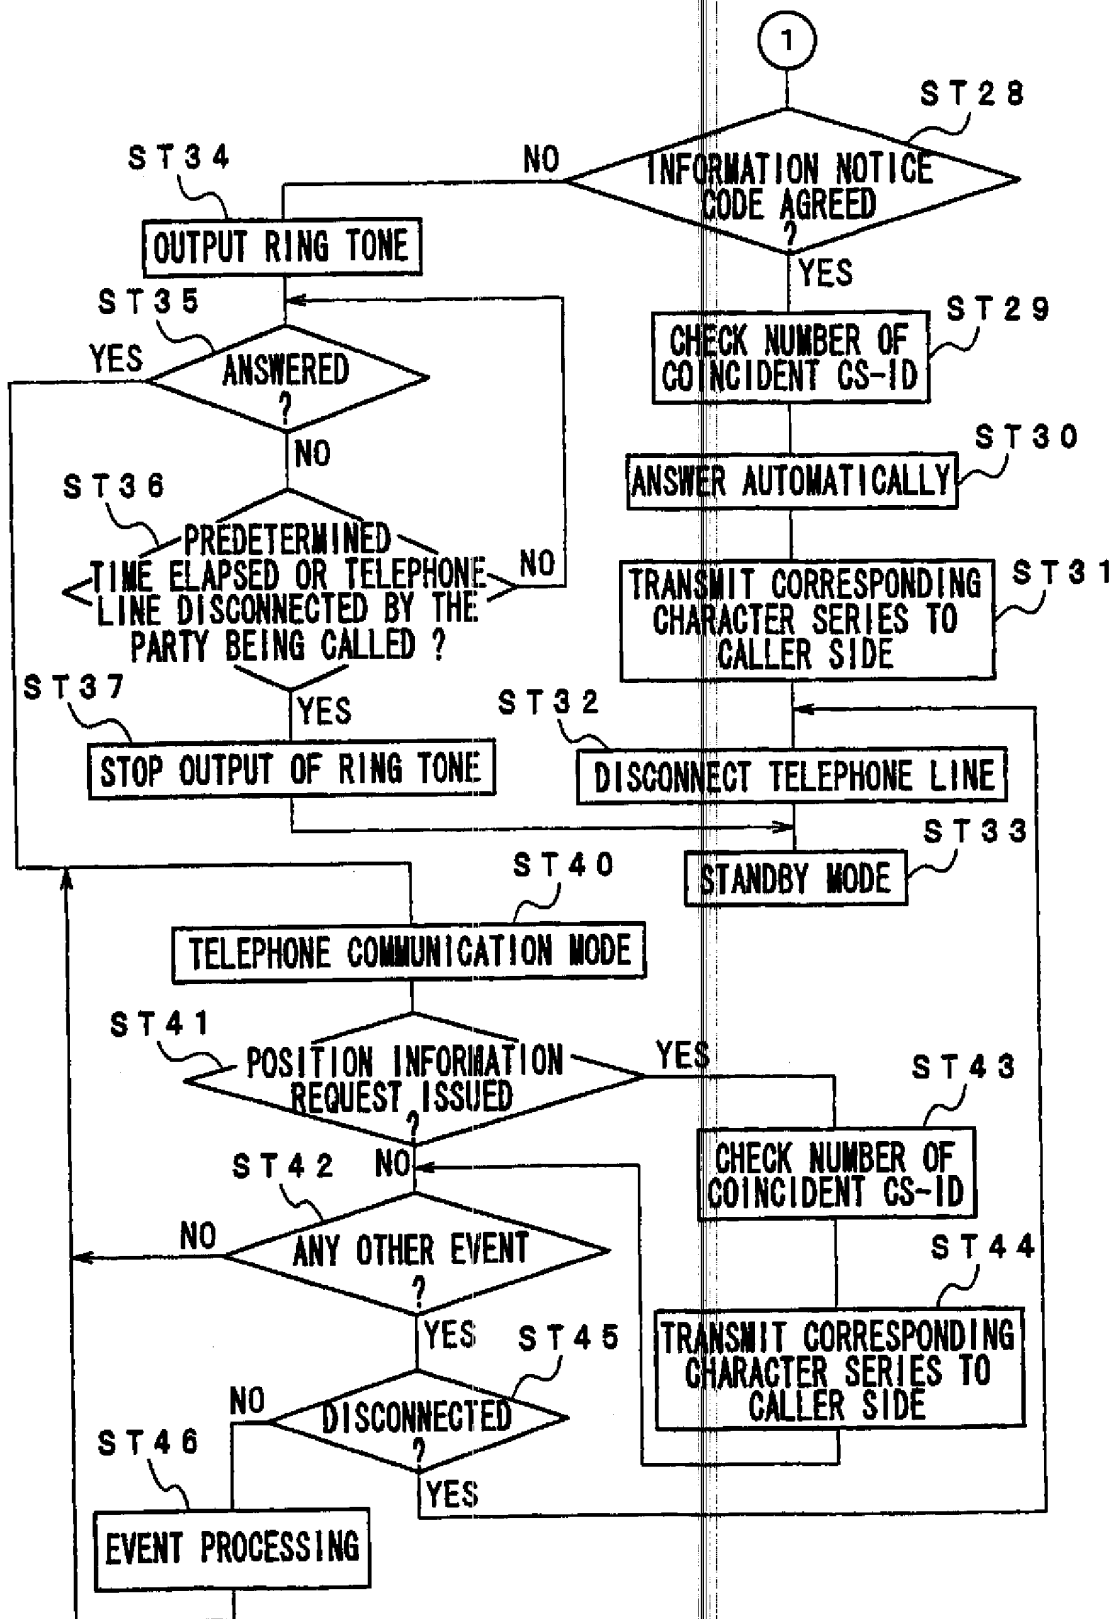 1
ST28
INFORMATION NOTICE
CODE AGREED
?
NO
YES
ST34
OUTPUT RING TONE
ST35
YES
ANSWERED
?
NO
ST29
CHECK NUMBER OF
COINCIDENT CS-ID
ST30
ANSWER AUTOMATICALLY
ST36
PREDETERMINED
TIME ELAPSED OR TELEPHONE
LINE DISCONNECTED BY THE
PARTY BEING CALLED ?
NO
YES
ST31
TRANSMIT CORRESPONDING
CHARACTER SERIES TO
CALLER SIDE
ST37
STOP OUTPUT OF RING TONE
ST32
DISCONNECT TELEPHONE LINE
ST33
STANDBY MODE
ST40
TELEPHONE COMMUNICATION MODE
ST41
POSITION INFORMATION
REQUEST ISSUED
?
YES
NO
ST43
CHECK NUMBER OF
COINCIDENT CS-ID
ST42
NO
ANY OTHER EVENT
?
YES
ST44
TRANSMIT CORRESPONDING
CHARACTER SERIES TO
CALLER SIDE
ST45
NO
DISCONNECTED
?
YES
ST46
EVENT PROCESSING